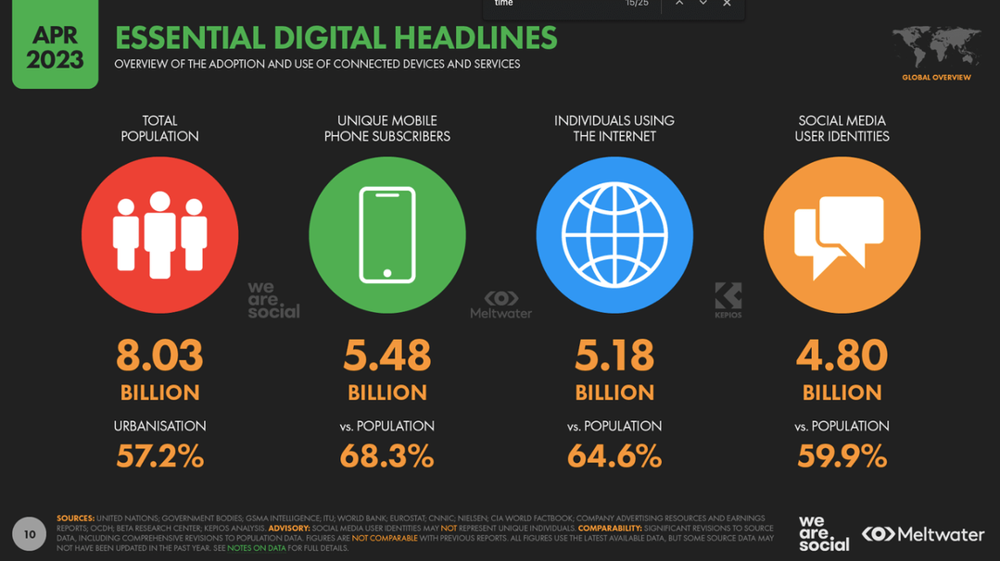 time
15/25
APR
2023
ESSENTIAL DIGITAL HEADLINES
OVERVIEW OF THE ADOPTION AND USE OF CONNECTED DEVICES AND SERVICES
GLOBAL OVERVIEW
TOTAL
POPULATION
UNIQUE MOBILE
PHONE SUBSCRIBERS
INDIVIDUALS USING
THE INTERNET
SOCIAL MEDIA
USER IDENTITIES
we
are
social
Meltwater
KEPIOS
8.03
BILLION
URBANISATION
57.2%
5.48
BILLION
vs. POPULATION
68.3%
5.18
BILLION
vs. POPULATION
64.6%
4.80
BILLION
vs. POPULATION
59.9%
10
SOURCES: UNITED NATIONS; GOVERNMENT BODIES; GSMA INTELLIGENCE; ITU; WORLD BANK; EUROSTAT; CNNIC; NIELSEN; CIA WORLD FACTBOOK; COMPANY ADVERTISING RESOURCES AND EARNINGS
REPORTS; OCDH; BETA RESEARCH CENTER; KEPIOS ANALYSIS. ADVISORY: SOCIAL MEDIA USER IDENTITIES MAY NOT REPRESENT UNIQUE INDIVIDUALS. COMPARABILITY: SIGNIFICANT REVISIONS TO SOURCE
DATA, INCLUDING COMPREHENSIVE REVISIONS TO POPULATION DATA. FIGURES ARE NOT COMPARABLE WITH PREVIOUS REPORTS. ALL FIGURES USE THE LATEST AVAILABLE DATA, BUT SOME SOURCE DATA MAY
NOT HAVE BEEN UPDATED IN THE PAST YEAR. SEE NOTES ON DATA FOR FULL DETAILS.
we
are
social
Meltwater